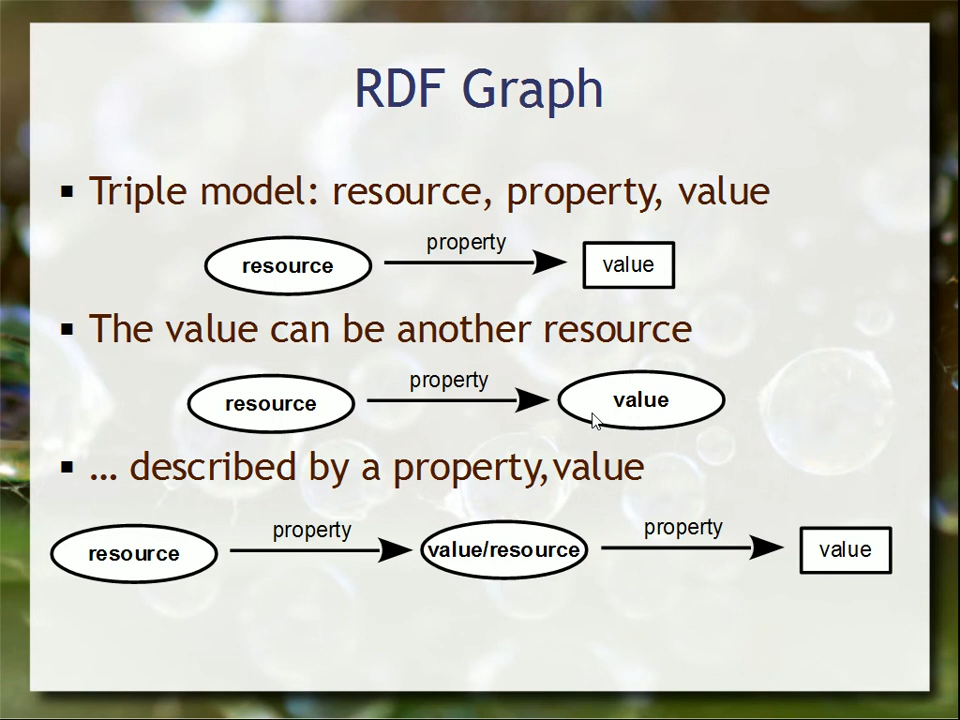 RDF Graph
▪ Triple model: resource, property, value
property
resource
value
▪ The value can be another resource
property
resource
value
▪ ... described by a property,value
property
property
resource
value/resource
value